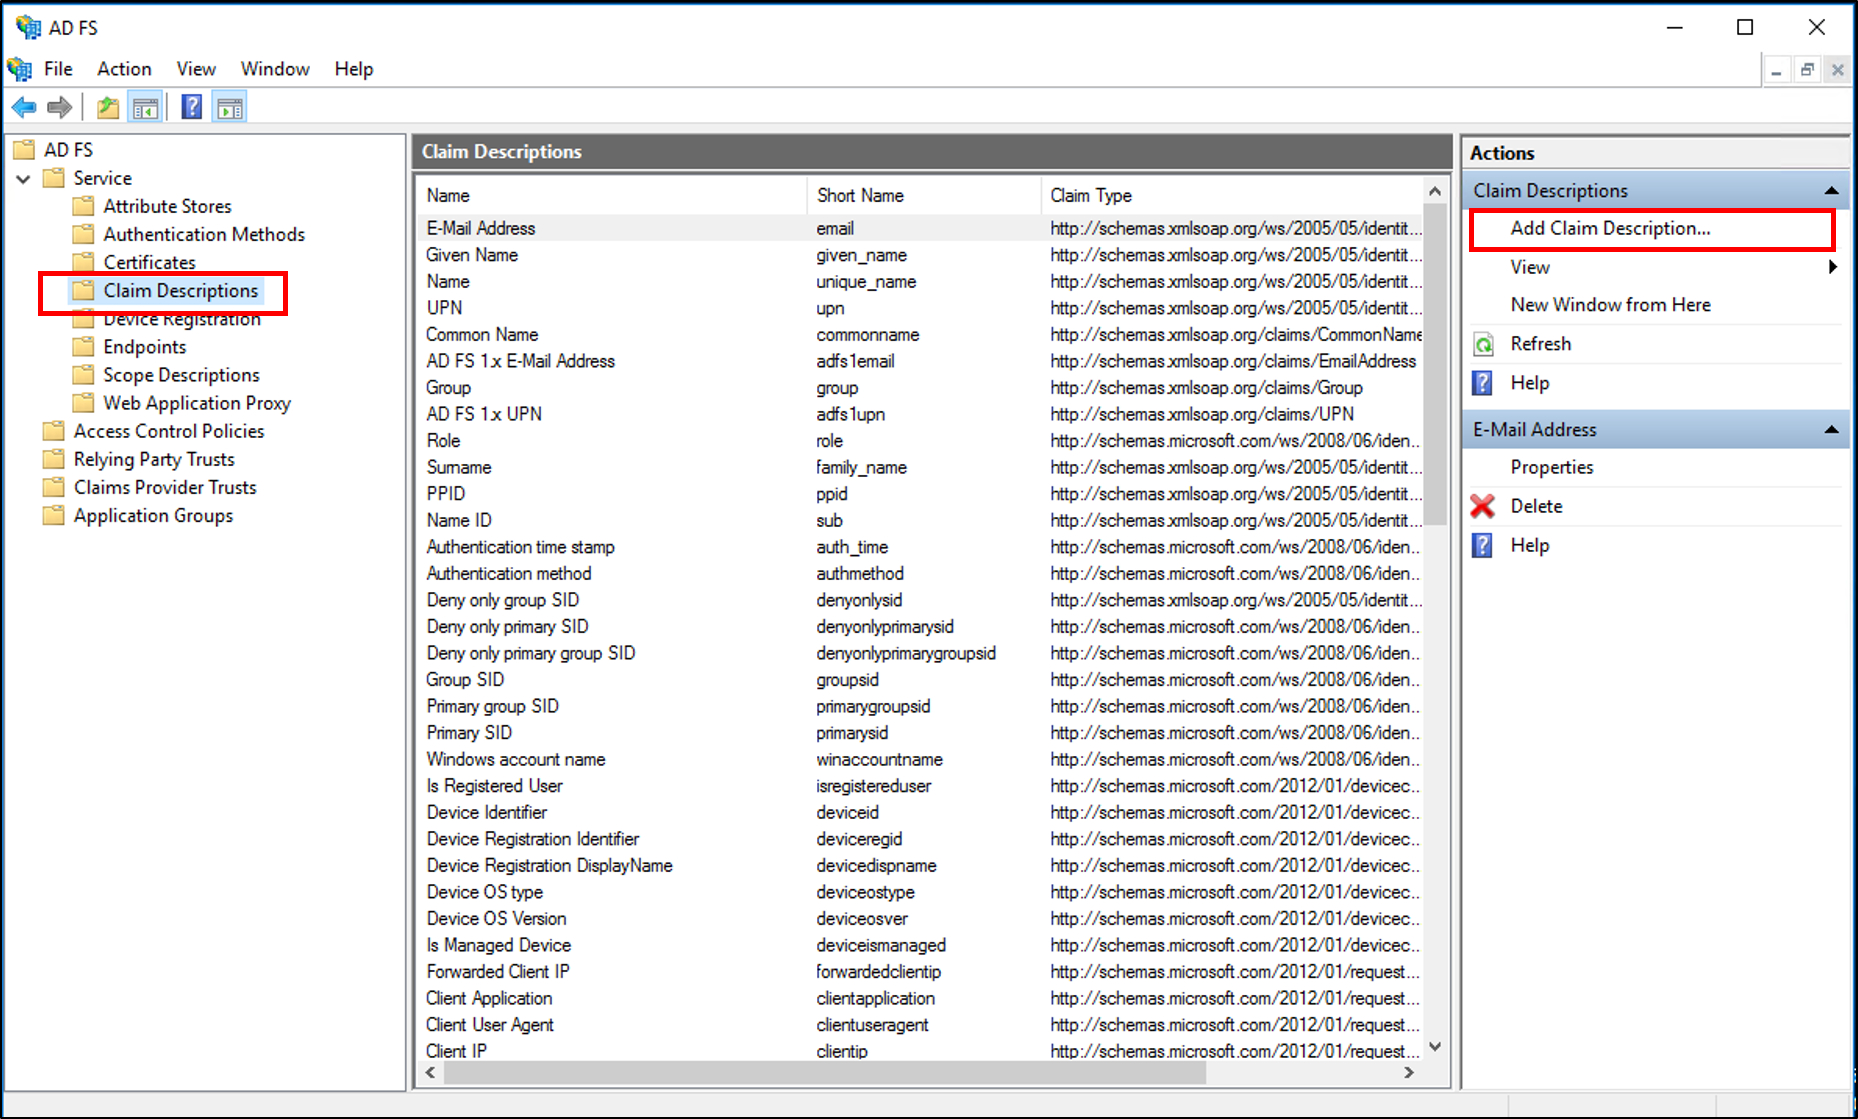 AD FS
File Action View Window Help
AD FS
Service
Attribute Stores
Authentication Methods
Certificates
Claim Descriptions
Device Registration
Endpoints
Scope Descriptions
Web Application Proxy
Access Control Policies
Relying Party Trusts
Claims Provider Trusts
Application Groups
Claim Descriptions
Name Short Name Claim Type
E-Mail Address email http://schemas.xmlsoap.org/ws/2005/05/identit...
Given Name given_name http://schemas.xmlsoap.org/ws/2005/05/identit...
Name unique_name http://schemas.xmlsoap.org/ws/2005/05/identit...
UPN upn http://schemas.xmlsoap.org/ws/2005/05/identit...
Common Name commonname http://schemas.xmlsoap.org/claims/CommonName
AD FS 1.x E-Mail Address adfs1email http://schemas.xmlsoap.org/claims/EmailAddress
Group group http://schemas.xmlsoap.org/claims/Group
AD FS 1.x UPN adfs1upn http://schemas.xmlsoap.org/claims/UPN
Role role http://schemas.microsoft.com/ws/2008/06/iden...
Surname family_name http://schemas.xmlsoap.org/ws/2005/05/identit...
PPID ppid http://schemas.xmlsoap.org/ws/2005/05/identit...
Name ID sub http://schemas.xmlsoap.org/ws/2005/05/identit...
Authentication time stamp auth_time http://schemas.microsoft.com/ws/2008/06/iden...
Authentication method authmethod http://schemas.microsoft.com/ws/2008/06/iden...
Deny only group SID denyonlysid http://schemas.xmlsoap.org/ws/2005/05/identit...
Deny only primary SID denyonlyprimarysid http://schemas.microsoft.com/ws/2008/06/iden...
Deny only primary group SID denyonlyprimarygroupsid http://schemas.microsoft.com/ws/2008/06/iden...
Group SID groupsid http://schemas.microsoft.com/ws/2008/06/iden...
Primary group SID primarygroupsid http://schemas.microsoft.com/ws/2008/06/iden...
Primary SID primarysid http://schemas.microsoft.com/ws/2008/06/iden...
Windows account name winaccountname http://schemas.microsoft.com/ws/2008/06/iden...
Is Registered User isregistereduser http://schemas.microsoft.com/2012/01/devicec...
Device Identifier deviceid http://schemas.microsoft.com/2012/01/devicec...
Device Registration Identifier deviceregid http://schemas.microsoft.com/2012/01/devicec...
Device Registration DisplayName devicedispname http://schemas.microsoft.com/2012/01/devicec...
Device OS type deviceostype http://schemas.microsoft.com/2012/01/devicec...
Device OS Version deviceosver http://schemas.microsoft.com/2012/01/devicec...
Is Managed Device deviceismanaged http://schemas.microsoft.com/2012/01/devicec...
Forwarded Client IP forwardedclientip http://schemas.microsoft.com/2012/01/request...
Client Application clientapplication http://schemas.microsoft.com/2012/01/request...
Client User Agent clientuseragent http://schemas.microsoft.com/2012/01/request...
Client IP clientip http://schemas.microsoft.com/2012/01/request...
Actions
Claim Descriptions
Add Claim Description...
View
New Window from Here
Refresh
Help
E-Mail Address
Properties
Delete
Help